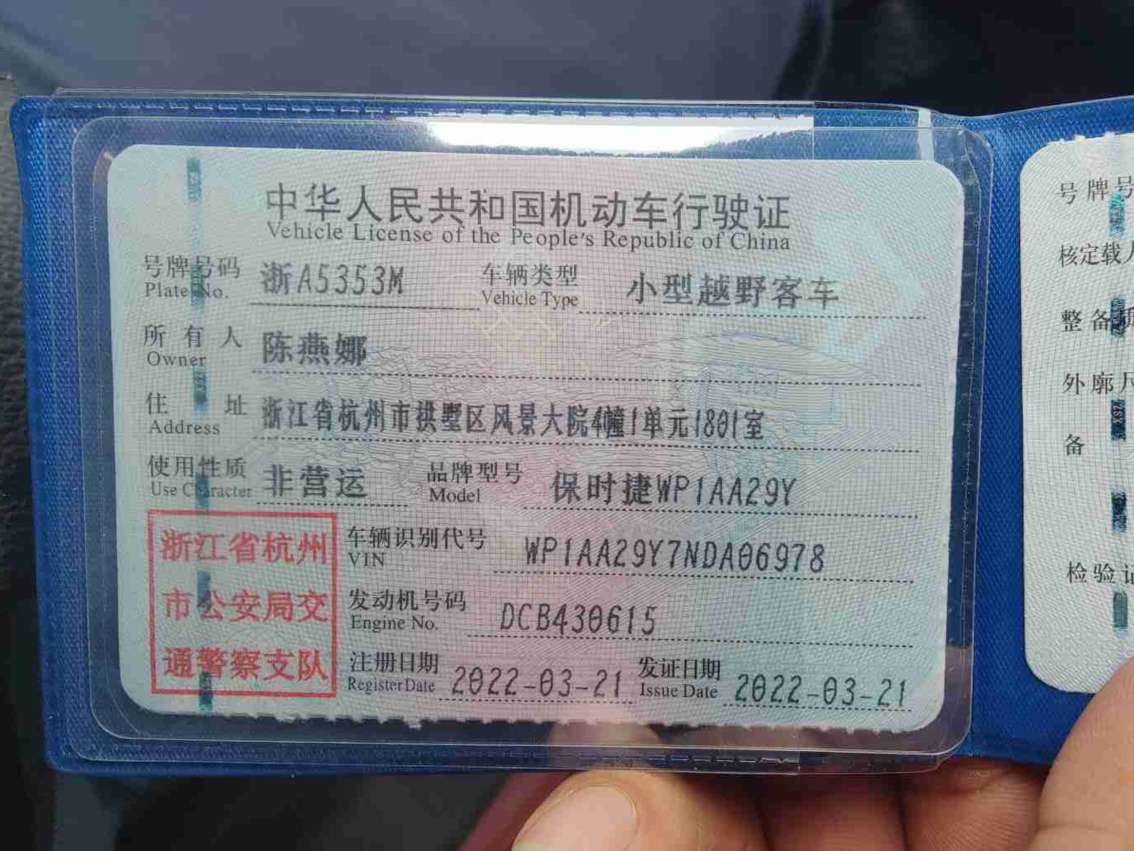 中华人民共和国机动车行驶证
Vehicle License of the People's Republic of China
号牌号码 浙A5353M 车辆类型 小型越野客车
Plate No. Vehicle Type
所有人 陈燕娜
Owner
住址 浙江省杭州市拱墅区风景大院4幢1单元1801室
Address
使用性质 非营运 品牌型号 保时捷WP1AA29Y
Use Character Model
浙江省杭州
市公安局交
通警察支队
车辆识别代号 WP1AA29Y7NDA06978
VIN
发动机号码 DCB430615
Engine No.
注册日期 2022-03-21 发证日期 2022-03-21
Register Date Issue Date
号牌号
核定载人
整备质
外廓尺
备
检验记